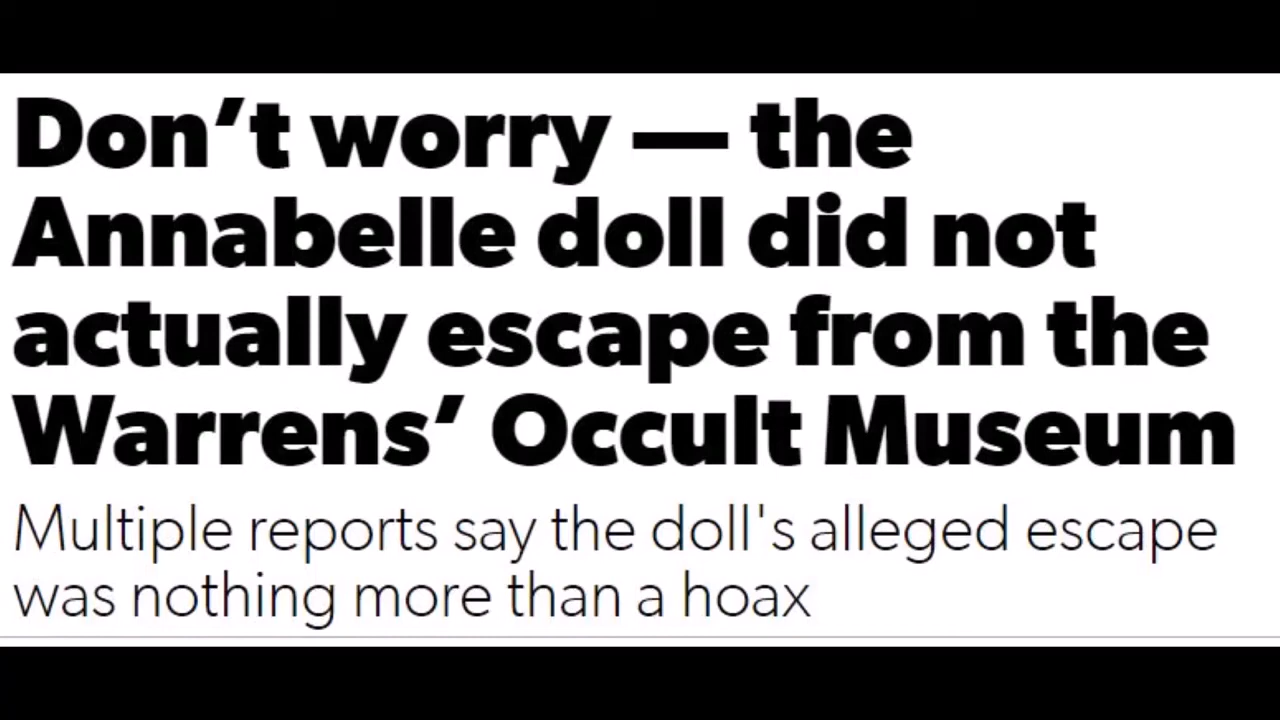 Don’t worry — the
Annabelle doll did not
actually escape from the
Warrens’ Occult Museum
Multiple reports say the doll's alleged escape
was nothing more than a hoax